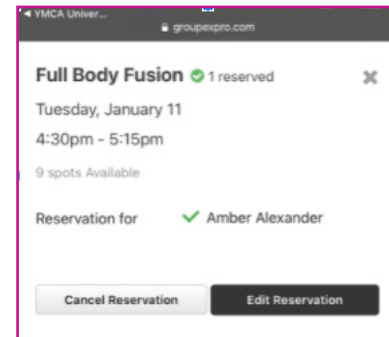 ◀ YMCA Univer...
groupexpro.com
Full Body Fusion 1 reserved
Tuesday, January 11
4:30pm - 5:15pm
9 spots Available
Reservation for Amber Alexander
Cancel Reservation Edit Reservation